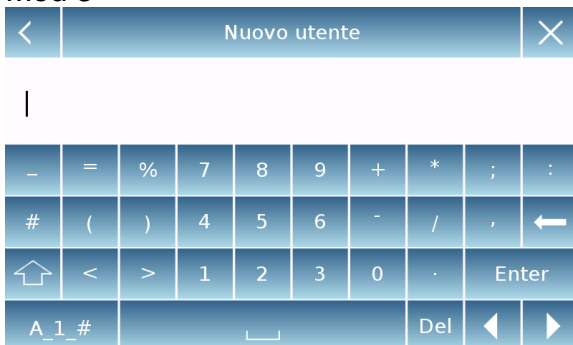 Nuovo utente
_ = % 7 8 9 + * ; :
# ( ) 4 5 6 - / ,
< > 1 2 3 0 . Enter
A_1_# Del